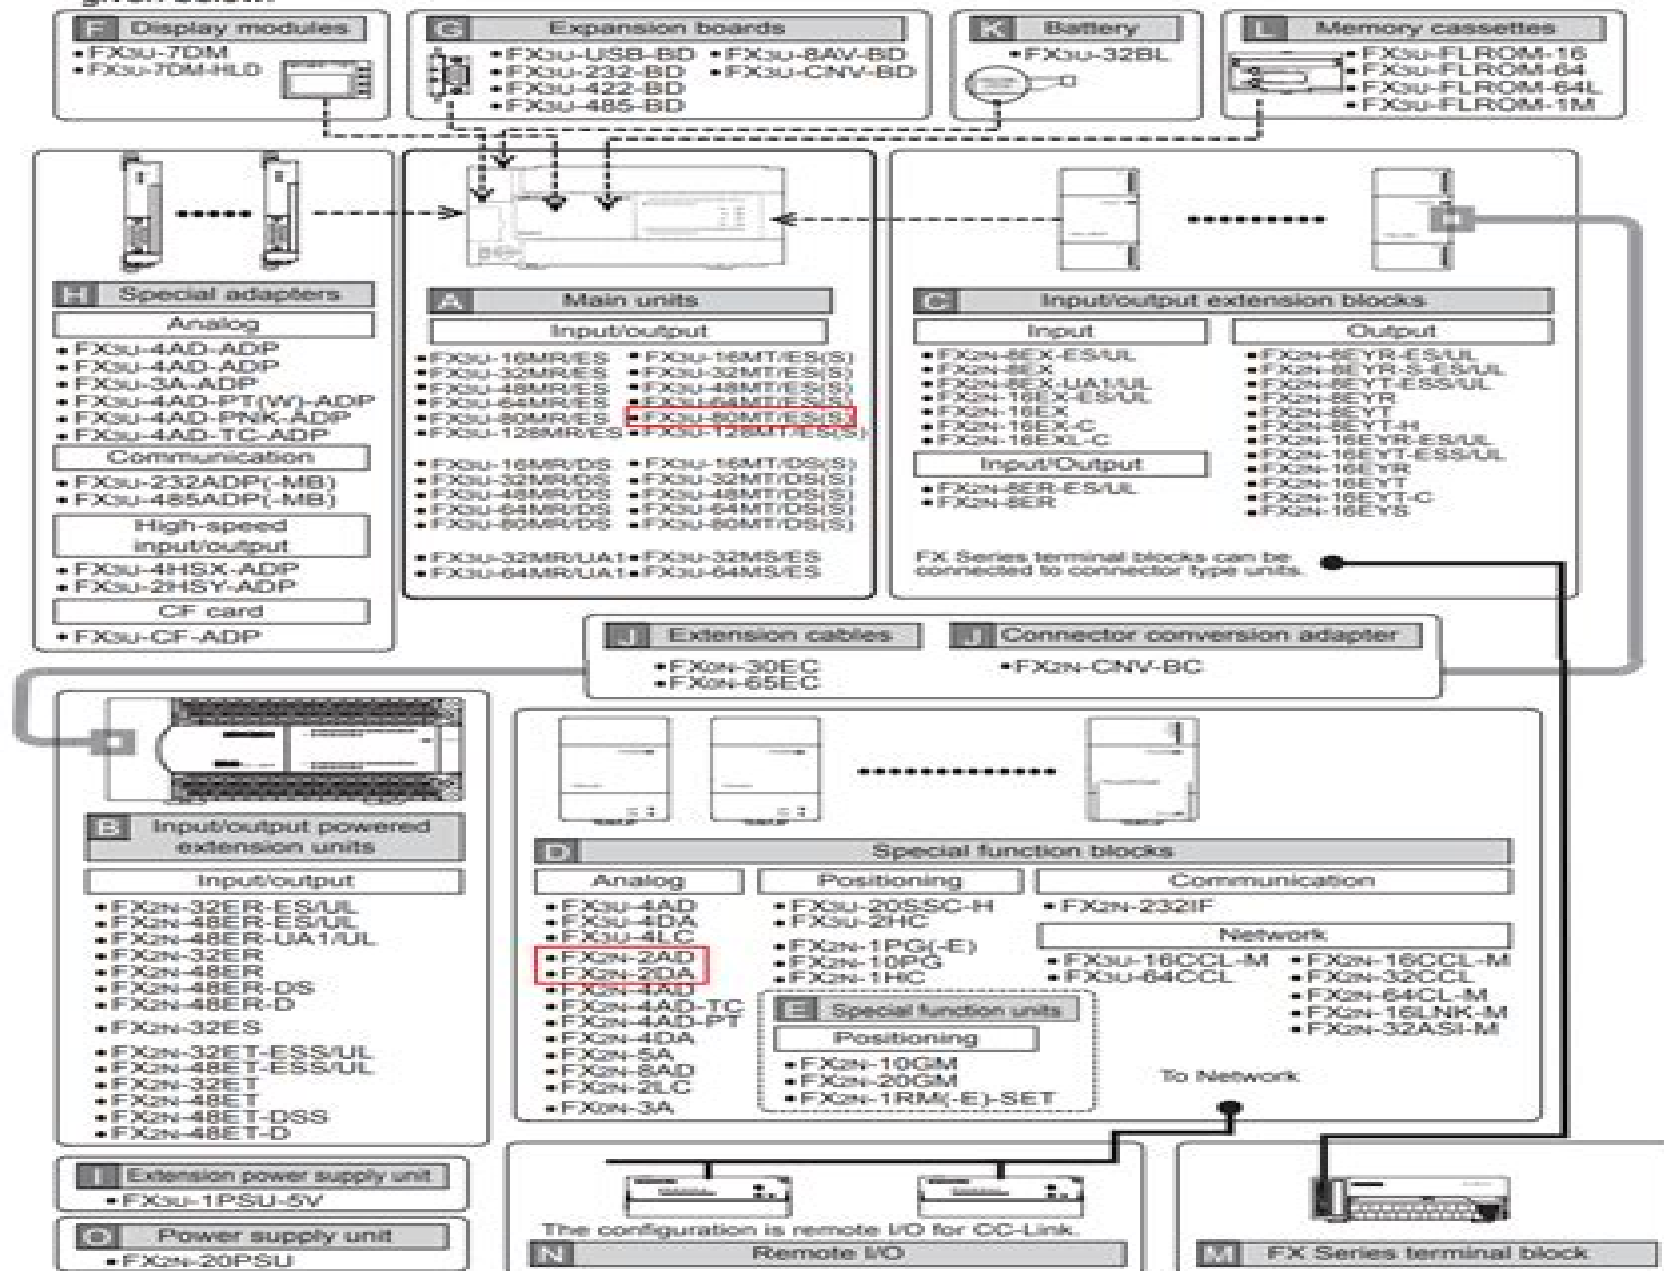 given below.
F Display modules
• FX3U-7DM
• FX3U-7DM-HLD
G Expansion boards
• FX3U-USB-BD • FX3U-8AV-BD
• FX3U-232-BD • FX3U-CNV-BD
• FX3U-422-BD
• FX3U-485-BD
K Battery
• FX3U-32BL
L Memory cassettes
• FX3U-FLROM-16
• FX3U-FLROM-64
• FX3U-FLROM-64L
• FX3U-FLROM-1M
H Special adapters
Analog
• FX3U-4AD-ADP
• FX3U-4AD-ADP
• FX3U-3A-ADP
• FX3U-4AD-PT(W)-ADP
• FX3U-4AD-PNK-ADP
• FX3U-4AD-TC-ADP
Communication
• FX3U-232ADP(-MB)
• FX3U-485ADP(-MB)
High-speed
input/output
• FX3U-4HSX-ADP
• FX3U-2HSY-ADP
CF card
• FX3U-CF-ADP
A Main units
Input/output
• FX3U-16MR/ES • FX3U-16MT/ES(S)
• FX3U-32MR/ES • FX3U-32MT/ES(S)
• FX3U-48MR/ES • FX3U-48MT/ES(S)
• FX3U-64MR/ES • FX3U-64MT/ES(S)
• FX3U-80MR/ES • FX3U-80MT/ES(S)
• FX3U-128MR/ES • FX3U-128MT/ES(S)
• FX3U-16MR/DS • FX3U-16MT/DS(S)
• FX3U-32MR/DS • FX3U-32MT/DS(S)
• FX3U-48MR/DS • FX3U-48MT/DS(S)
• FX3U-64MR/DS • FX3U-64MT/DS(S)
• FX3U-80MR/DS • FX3U-80MT/DS(S)
• FX3U-32MR/UA1 • FX3U-32MS/ES
• FX3U-64MR/UA1 • FX3U-64MS/ES
C Input/output extension blocks
Input
• FX2N-8EX-ES/UL
• FX2N-8EX
• FX2N-8EX-UA1/UL
• FX2N-16EX-ES/UL
• FX2N-16EX
• FX2N-16EX-C
• FX2N-16EXL-C
Input/Output
• FX2N-8ER-ES/UL
• FX2N-8ER
Output
• FX2N-8EYR-ES/UL
• FX2N-8EYR-S-ES/UL
• FX2N-8EYT-ESS/UL
• FX2N-8EYR
• FX2N-8EYT
• FX2N-8EYT-H
• FX2N-16EYR-ES/UL
• FX2N-16EYT-ESS/UL
• FX2N-16EYR
• FX2N-16EYT
• FX2N-16EYT-C
• FX2N-16EYS
FX Series terminal blocks can be
connected to connector type units.
J Extension cables
• FX0N-30EC
• FX0N-65EC
J Connector conversion adapter
• FX2N-CNV-BC
B Input/output powered
extension units
Input/output
• FX2N-32ER-ES/UL
• FX2N-48ER-ES/UL
• FX2N-48ER-UA1/UL
• FX2N-32ER
• FX2N-48ER
• FX2N-48ER-DS
• FX2N-48ER-D
• FX2N-32ES
• FX2N-32ET-ESS/UL
• FX2N-48ET-ESS/UL
• FX2N-32ET
• FX2N-48ET
• FX2N-48ET-DSS
• FX2N-48ET-D
D Special function blocks
Analog
• FX3U-4AD
• FX3U-4DA
• FX3U-4LC
• FX2N-2AD
• FX2N-2DA
• FX2N-4AD
• FX2N-4AD-TC
• FX2N-4AD-PT
• FX2N-4DA
• FX2N-5A
• FX2N-8AD
• FX2N-2LC
• FX0N-3A
Positioning
• FX3U-20SSC-H
• FX3U-2HC
• FX2N-1PG(-E)
• FX2N-10PG
• FX2N-1HC
E Special function units
Positioning
• FX2N-10GM
• FX2N-20GM
• FX2N-1RM(-E)-SET
Communication
• FX2N-232IF
Network
• FX3U-16CCL-M • FX2N-16CCL-M
• FX3U-64CCL • FX2N-32CCL
• FX2N-64CL-M
• FX2N-16LNK-M
• FX2N-32ASI-M
To Network
I Extension power supply unit
• FX3U-1PSU-5V
O Power supply unit
• FX2N-20PSU
The configuration is remote I/O for CC-Link.
N Remote I/O
M FX Series terminal block